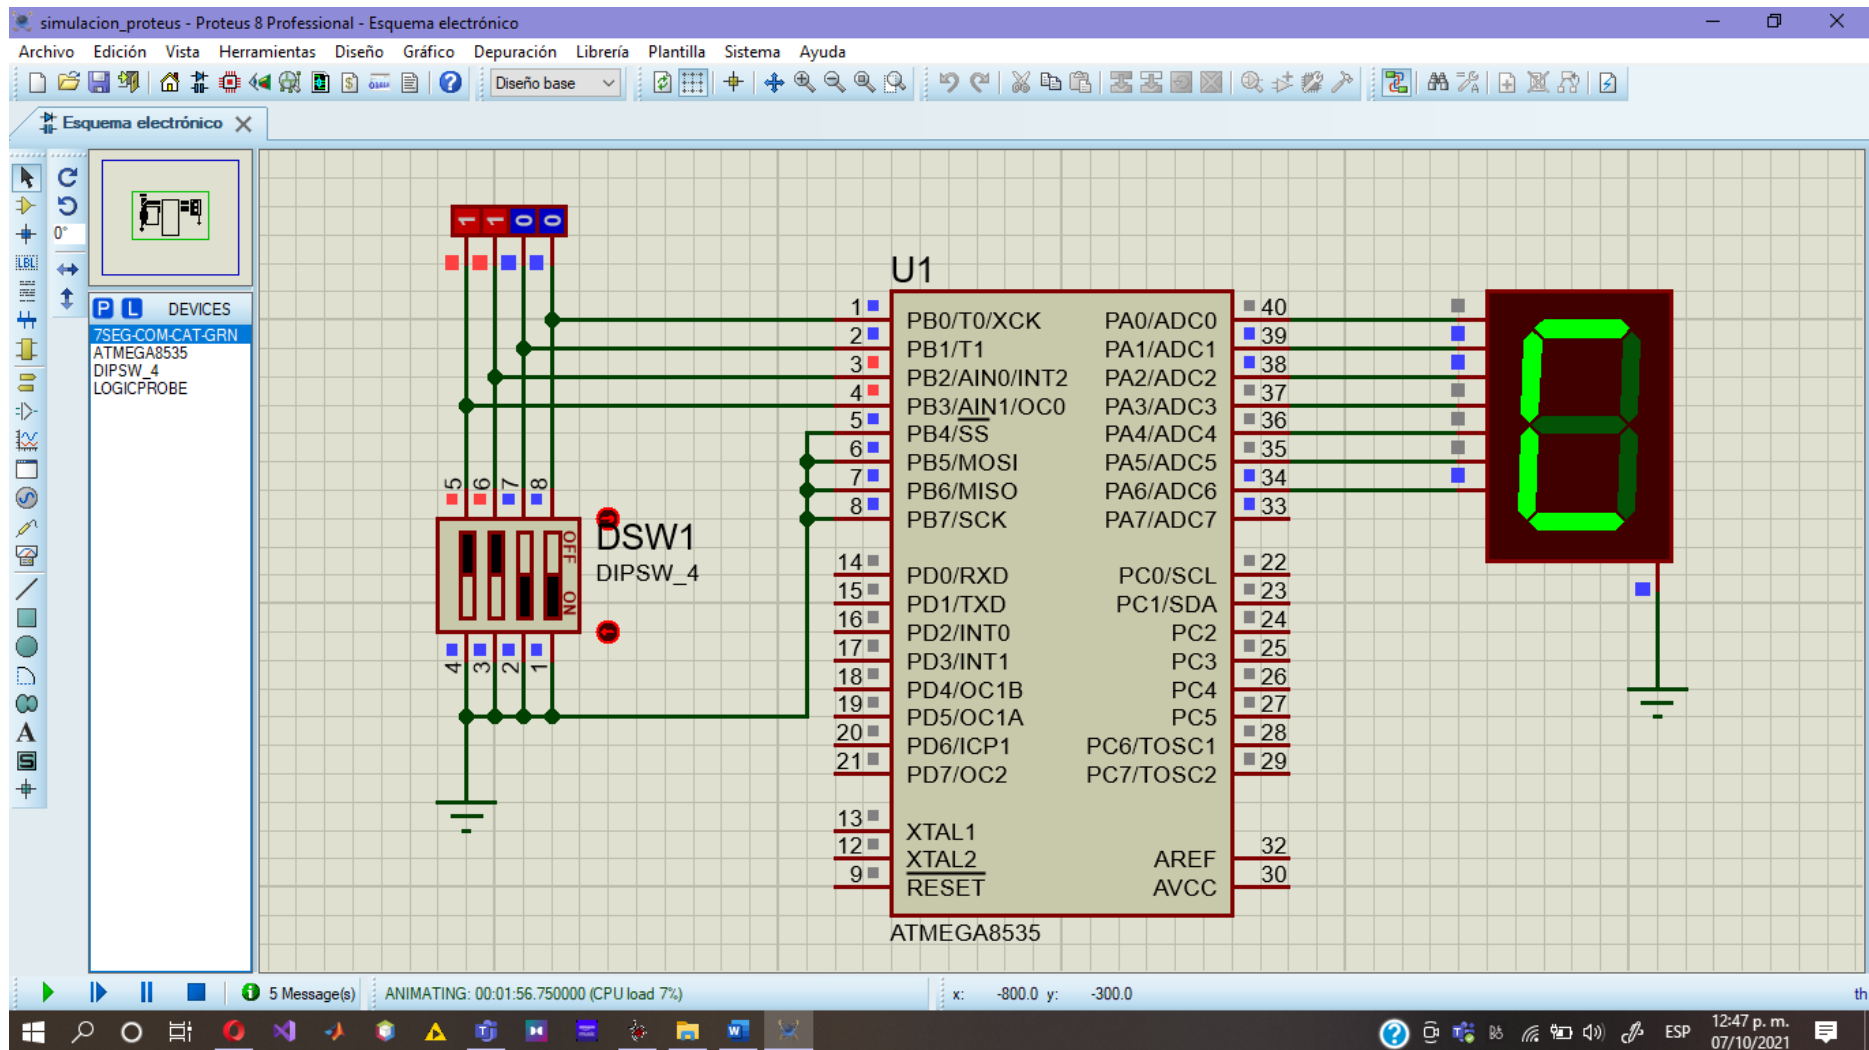 simulacion_proteus - Proteus 8 Professional - Esquema electrónico
Archivo Edición Vista Herramientas Diseño Gráfico Depuración Librería Plantilla Sistema Ayuda
Diseño base
Esquema electrónico
0°
LBL
P L DEVICES
7SEG-COM-CAT-GRN
ATMEGA8535
DIPSW_4
LOGICPROBE
A
1 1 0 0
5 6 7 8
OFF
ON
4 3 2 1
DSW1
DIPSW_4
U1
1 PB0/T0/XCK PA0/ADC0 40
2 PB1/T1 PA1/ADC1 39
3 PB2/AIN0/INT2 PA2/ADC2 38
4 PB3/AIN1/OC0 PA3/ADC3 37
5 PB4/SS PA4/ADC4 36
6 PB5/MOSI PA5/ADC5 35
7 PB6/MISO PA6/ADC6 34
8 PB7/SCK PA7/ADC7 33
14 PD0/RXD PC0/SCL 22
15 PD1/TXD PC1/SDA 23
16 PD2/INT0 PC2 24
17 PD3/INT1 PC3 25
18 PD4/OC1B PC4 26
19 PD5/OC1A PC5 27
20 PD6/ICP1 PC6/TOSC1 28
21 PD7/OC2 PC7/TOSC2 29
13 XTAL1
12 XTAL2 AREF 32
9 RESET AVCC 30
ATMEGA8535
5 Message(s) ANIMATING: 00:01:56.750000 (CPU load 7%) x: -800.0 y: -300.0 th
ESP 12:47 p. m.
07/10/2021